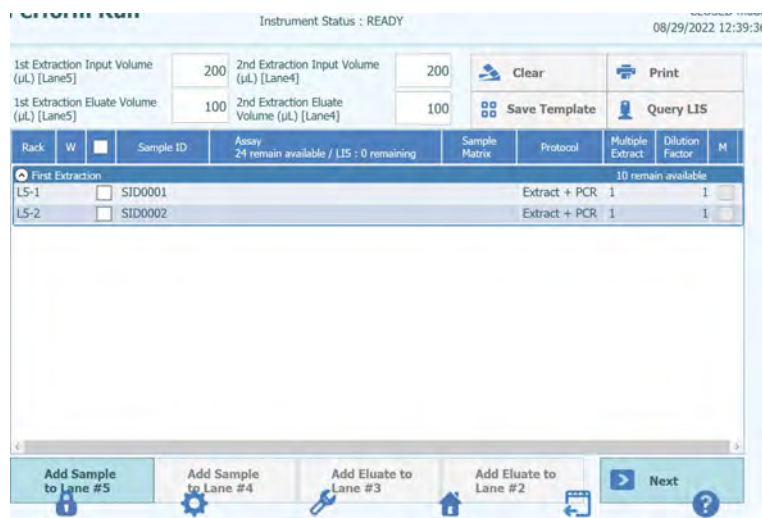 Perform Run
Instrument Status : READY
08/29/2022 12:39:36
1st Extraction Input Volume (µL) [Lane5]
200
2nd Extraction Input Volume (µL) [Lane4]
200
Clear
Print
1st Extraction Eluate Volume (µL) [Lane5]
100
2nd Extraction Eluate Volume (µL) [Lane4]
100
Save Template
Query LIS
Rack W Sample ID Assay 24 remain available / LIS : 0 remaining Sample Matrix Protocol Multiple Extract Dilution Factor M
First Extraction 10 remain available
L5-1 SID0001 Extract + PCR 1 1
L5-2 SID0002 Extract + PCR 1 1
Add Sample to Lane #5
Add Sample to Lane #4
Add Eluate to Lane #3
Add Eluate to Lane #2
Next